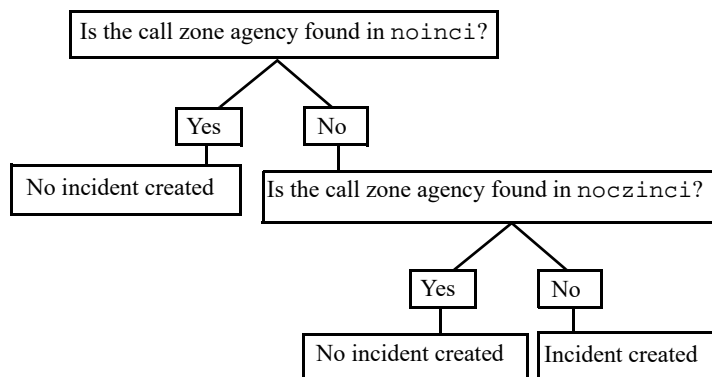 Is the call zone agency found in noinci?
Yes
No
No incident created
Is the call zone agency found in noczinci?
Yes
No
No incident created
Incident created